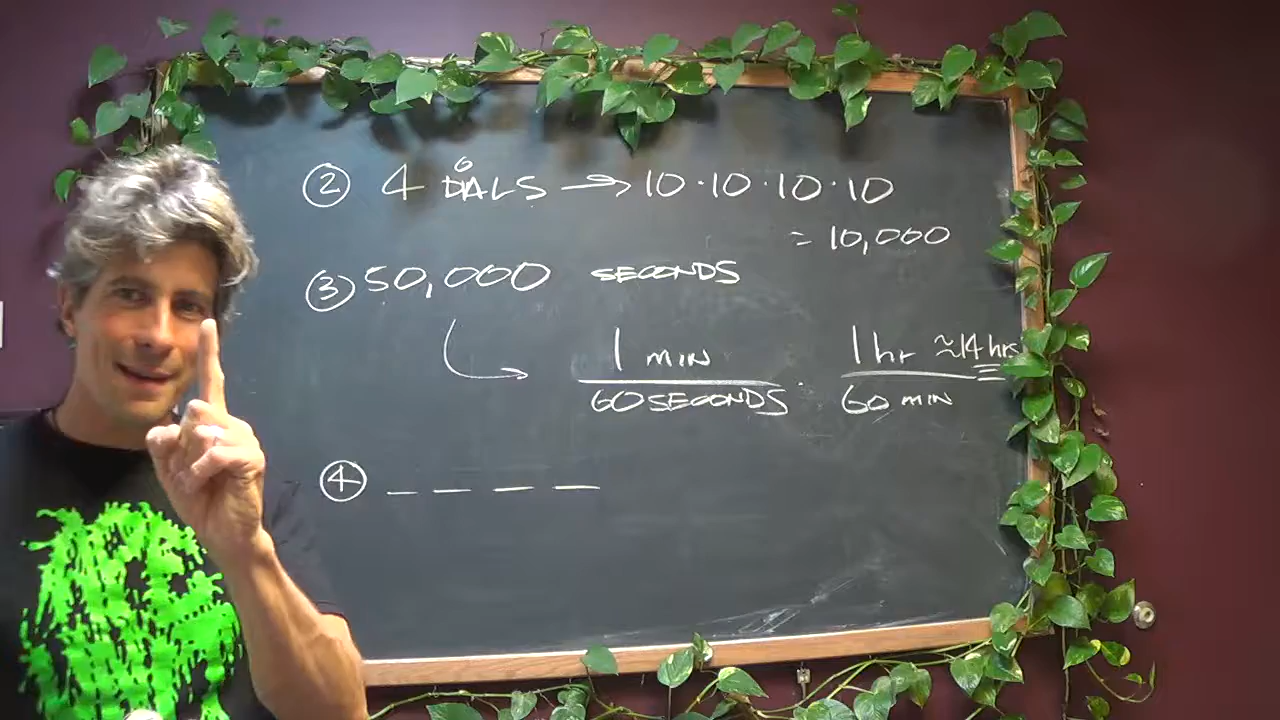 ② 4 DIALS → 10·10·10·10
= 10,000
③ 50,000 SECONDS
1 MIN 1 hr ≈14 hrs
60 SECONDS · 60 MIN
④ _ _ _ _